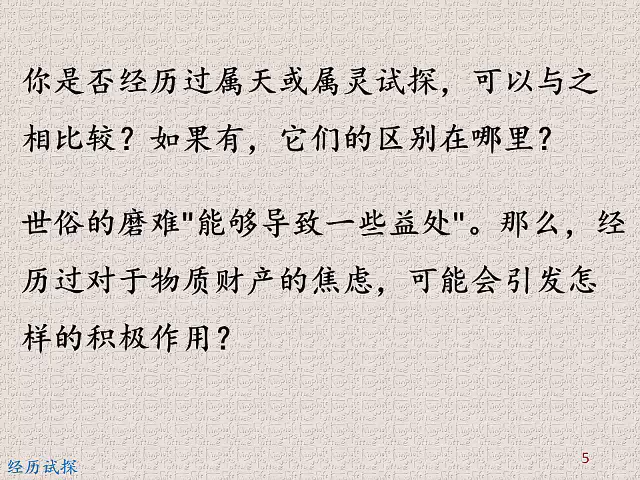 你是否经历过属天或属灵试探，可以与之
相比较？如果有，它们的区别在哪里？
世俗的磨难"能够导致一些益处"。那么，经
历过对于物质财产的焦虑，可能会引发怎
样的积极作用？
经历试探
5